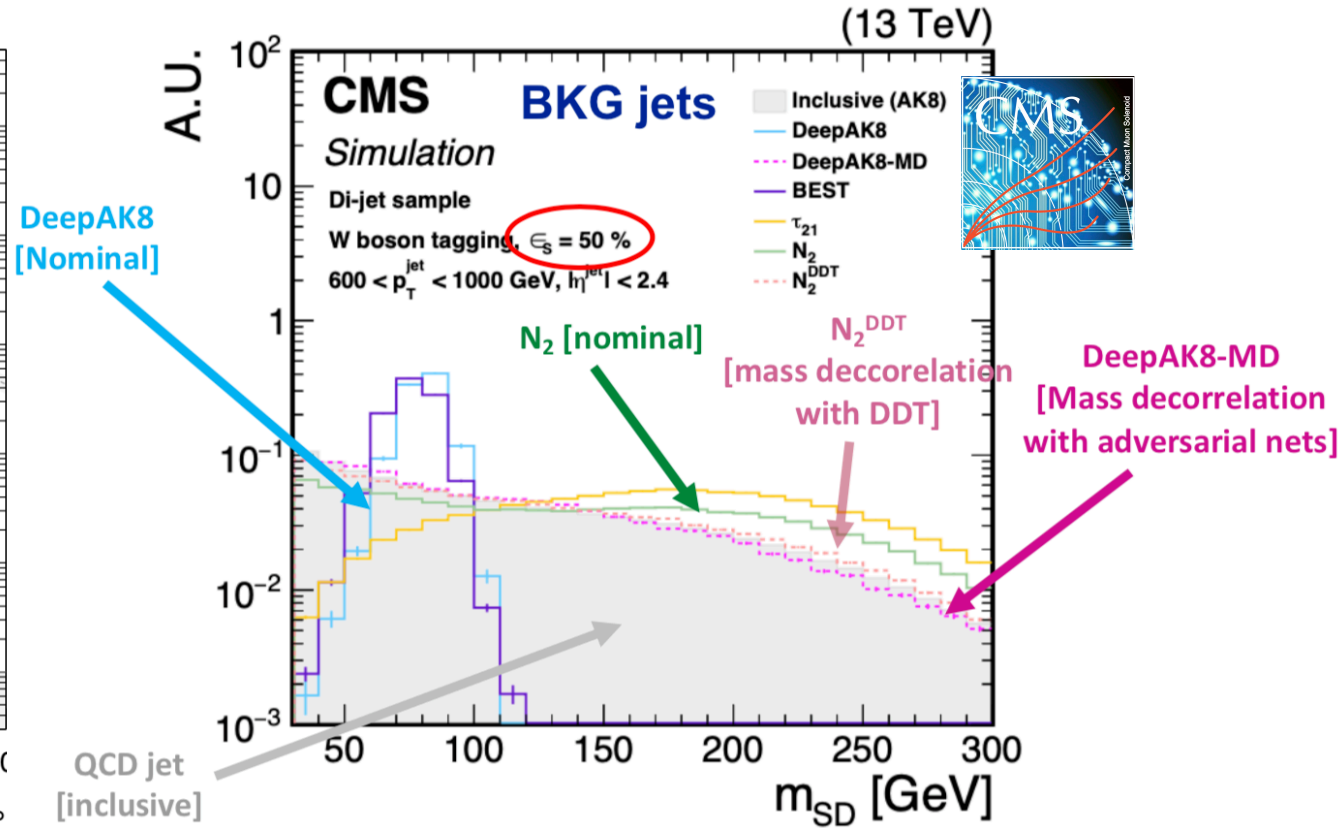 (13 TeV)
A.U.
10²
10
1
10⁻¹
10⁻²
10⁻³
CMS
Simulation
BKG jets
Di-jet sample
W boson tagging, ϵ_S = 50 %
600 < p_T^jet < 1000 GeV, |η^jet| < 2.4
Inclusive (AK8)
DeepAK8
DeepAK8-MD
BEST
τ₂₁
N₂
N₂^DDT
CMS
Compact Muon Solenoid
DeepAK8
[Nominal]
N₂ [nominal]
N₂^DDT
[mass deccorelation
with DDT]
DeepAK8-MD
[Mass decorrelation
with adversarial nets]
QCD jet
[inclusive]
50
100
150
200
250
300
m_SD [GeV]